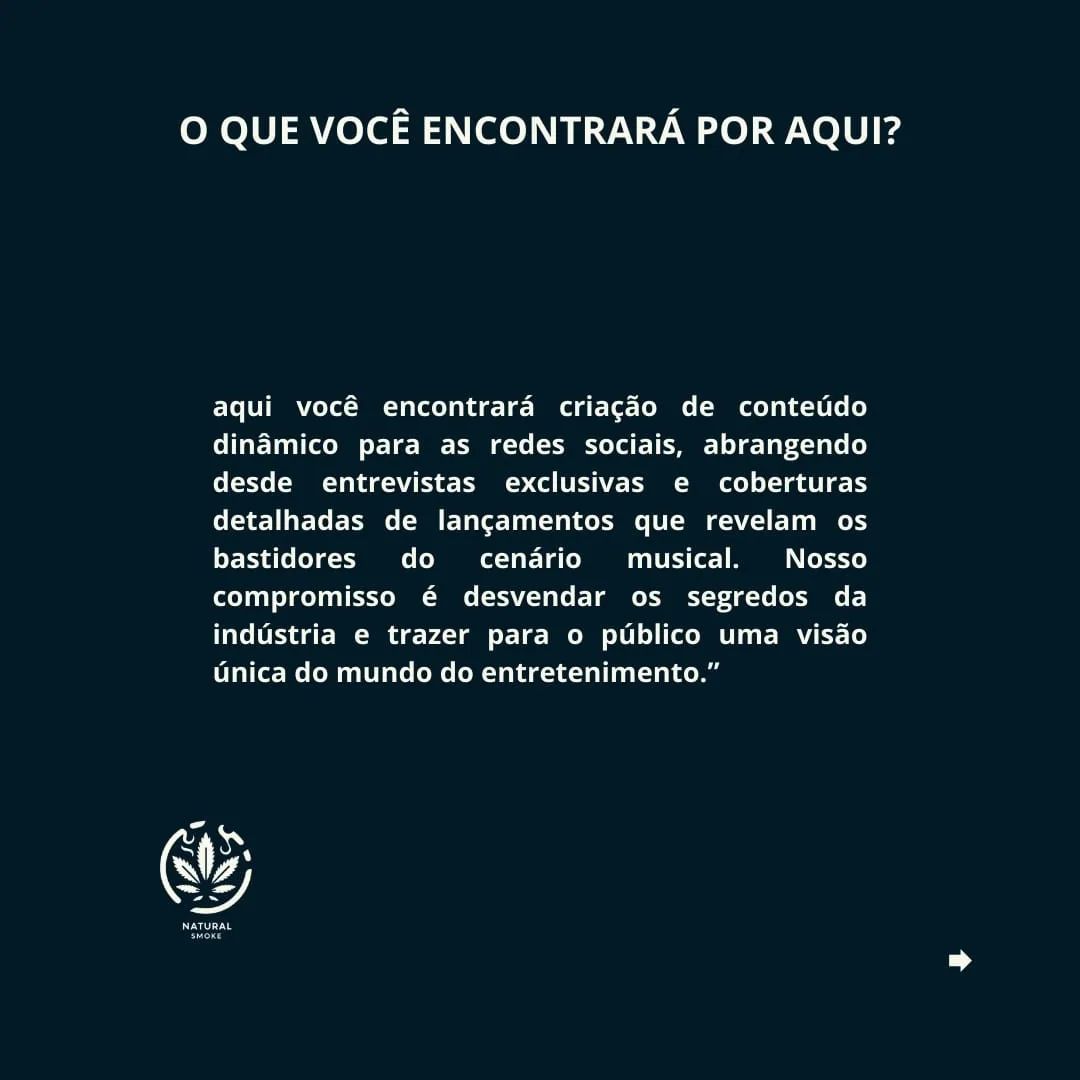 O QUE VOCÊ ENCONTRARÁ POR AQUI?
aqui você encontrará criação de conteúdo
dinâmico para as redes sociais, abrangendo
desde entrevistas exclusivas e coberturas
detalhadas de lançamentos que revelam os
bastidores do cenário musical. Nosso
compromisso é desvendar os segredos da
indústria e trazer para o público uma visão
única do mundo do entretenimento.”
NATURAL
SMOKE